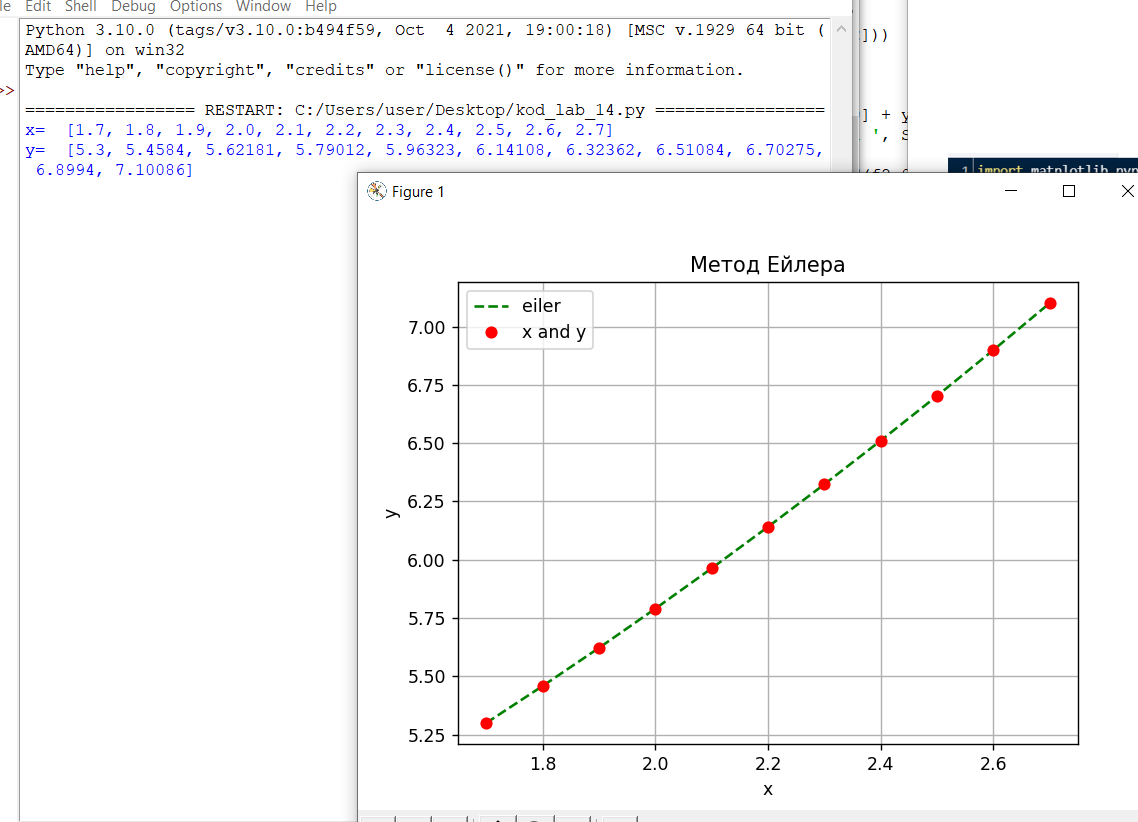 le Edit Shell Debug Options Window Help
Python 3.10.0 (tags/v3.10.0:b494f59, Oct  4 2021, 19:00:18) [MSC v.1929 64 bit (
AMD64)] on win32
Type "help", "copyright", "credits" or "license()" for more information.
>>
================= RESTART: C:/Users/user/Desktop/kod_lab_14.py =================
x=  [1.7, 1.8, 1.9, 2.0, 2.1, 2.2, 2.3, 2.4, 2.5, 2.6, 2.7]
y=  [5.3, 5.4584, 5.62181, 5.79012, 5.96323, 6.14108, 6.32362, 6.51084, 6.70275,
 6.8994, 7.10086]
]))
] + y
', S
1 import matplotlib.pyp
Figure 1
Метод Ейлера
eiler
x and y
7.00
6.75
6.50
6.25
6.00
5.75
5.50
5.25
y
1.8 2.0 2.2 2.4 2.6
x